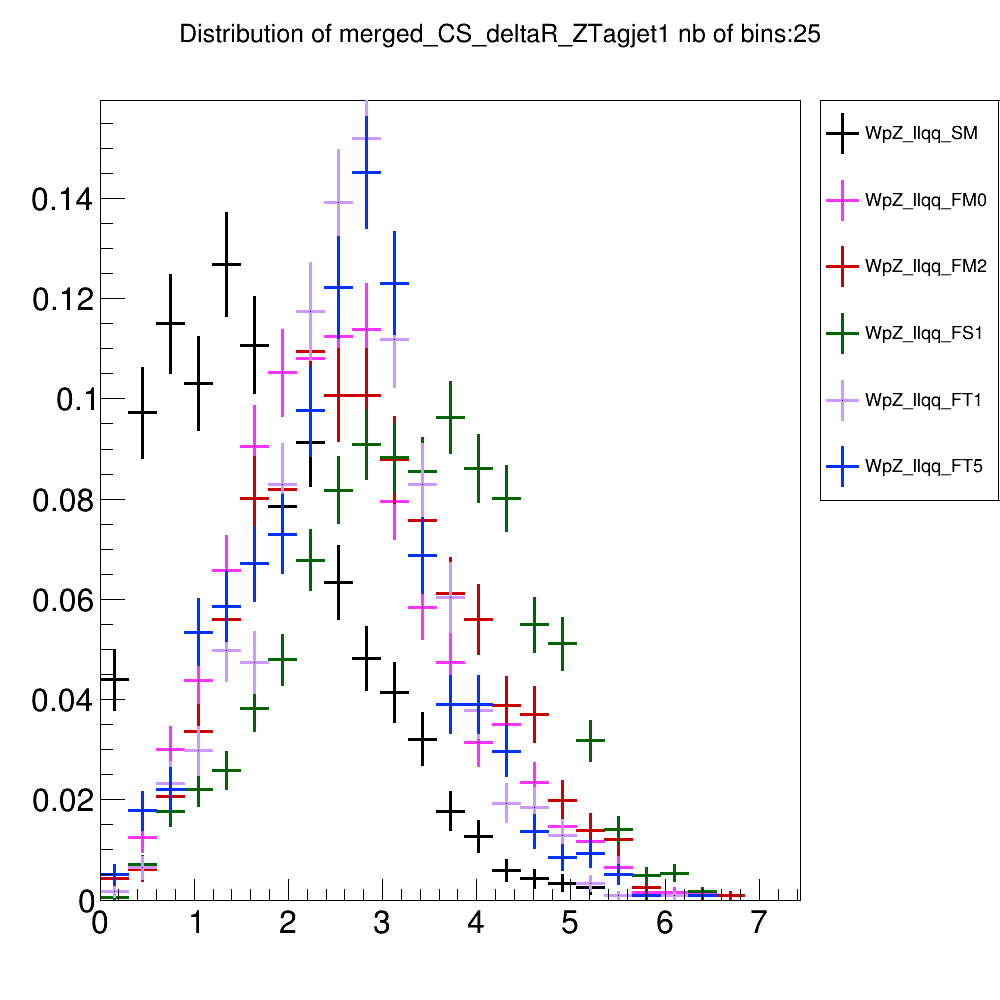 Distribution of merged_CS_deltaR_ZTagjet1 nb of bins:25
WpZ_llqq_SM
WpZ_llqq_FM0
WpZ_llqq_FM2
WpZ_llqq_FS1
WpZ_llqq_FT1
WpZ_llqq_FT5
0.14
0.12
0.1
0.08
0.06
0.04
0.02
0
0 1 2 3 4 5 6 7